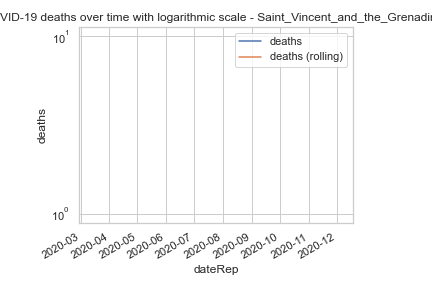 VID-19 deaths over time with logarithmic scale - Saint_Vincent_and_the_Grenadi
deaths
deaths (rolling)
10¹
10⁰
deaths
2020-03
2020-04
2020-05
2020-06
2020-07
2020-08
2020-09
2020-10
2020-11
2020-12
dateRep